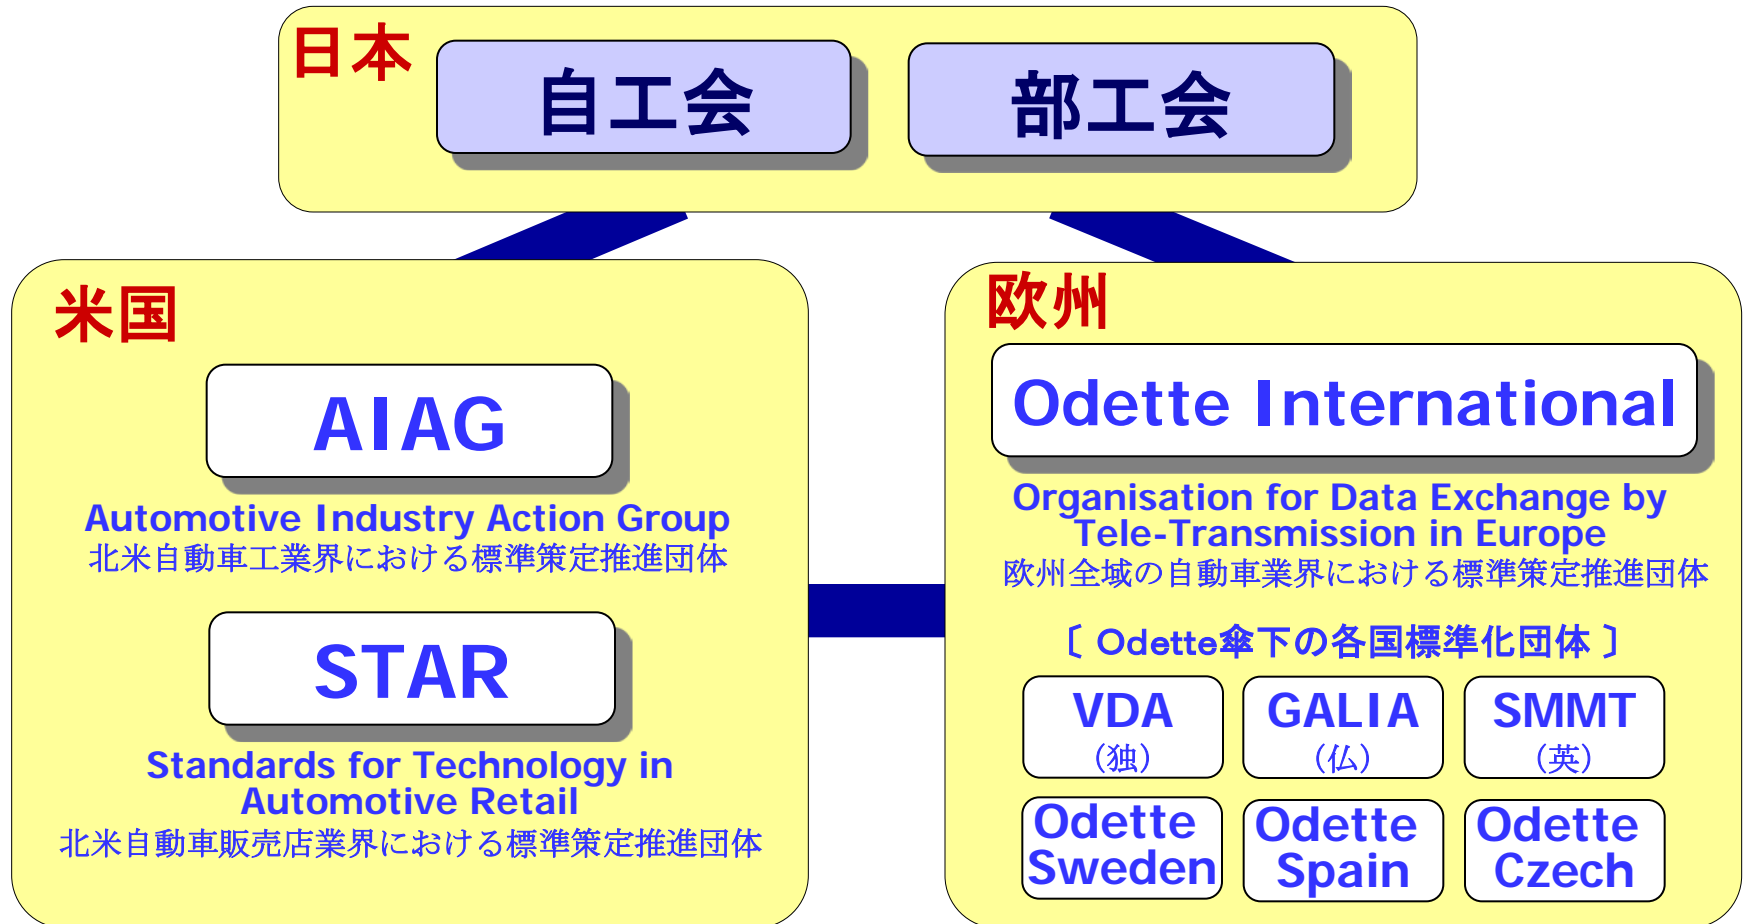 日本
自工会
部工会
米国
AIAG
Automotive Industry Action Group
北米自動車工業界における標準策定推進団体
STAR
Standards for Technology in
Automotive Retail
北米自動車販売店業界における標準策定推進団体
欧州
Odette International
Organisation for Data Exchange by
Tele-Transmission in Europe
欧州全域の自動車業界における標準策定推進団体
〔 Odette傘下の各国標準化団体 〕
VDA
（独）
GALIA
（仏）
SMMT
（英）
Odette
Sweden
Odette
Spain
Odette
Czech